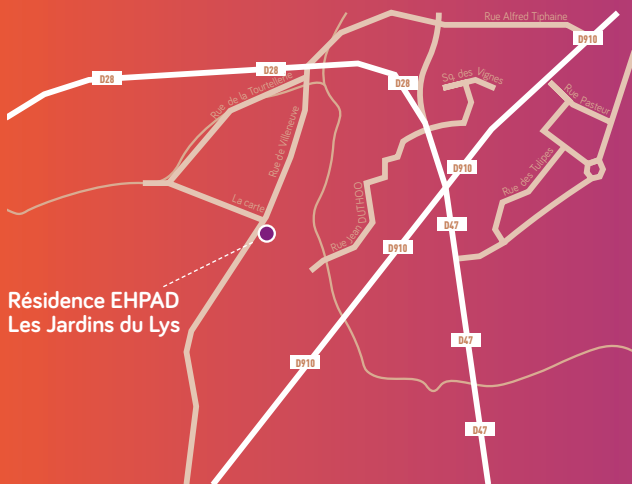 Rue Alfred Tiphaine
D910
D28
D28
D28
Sq. des Vignes
Rue de la Tourtellerie
Rue de Villeneuve
Rue Pasteur
D910
Rue des Tulipes
La carte
Rue Jean
D47
D910
Résidence EHPAD
Les Jardins du Lys
D47
D910
D47